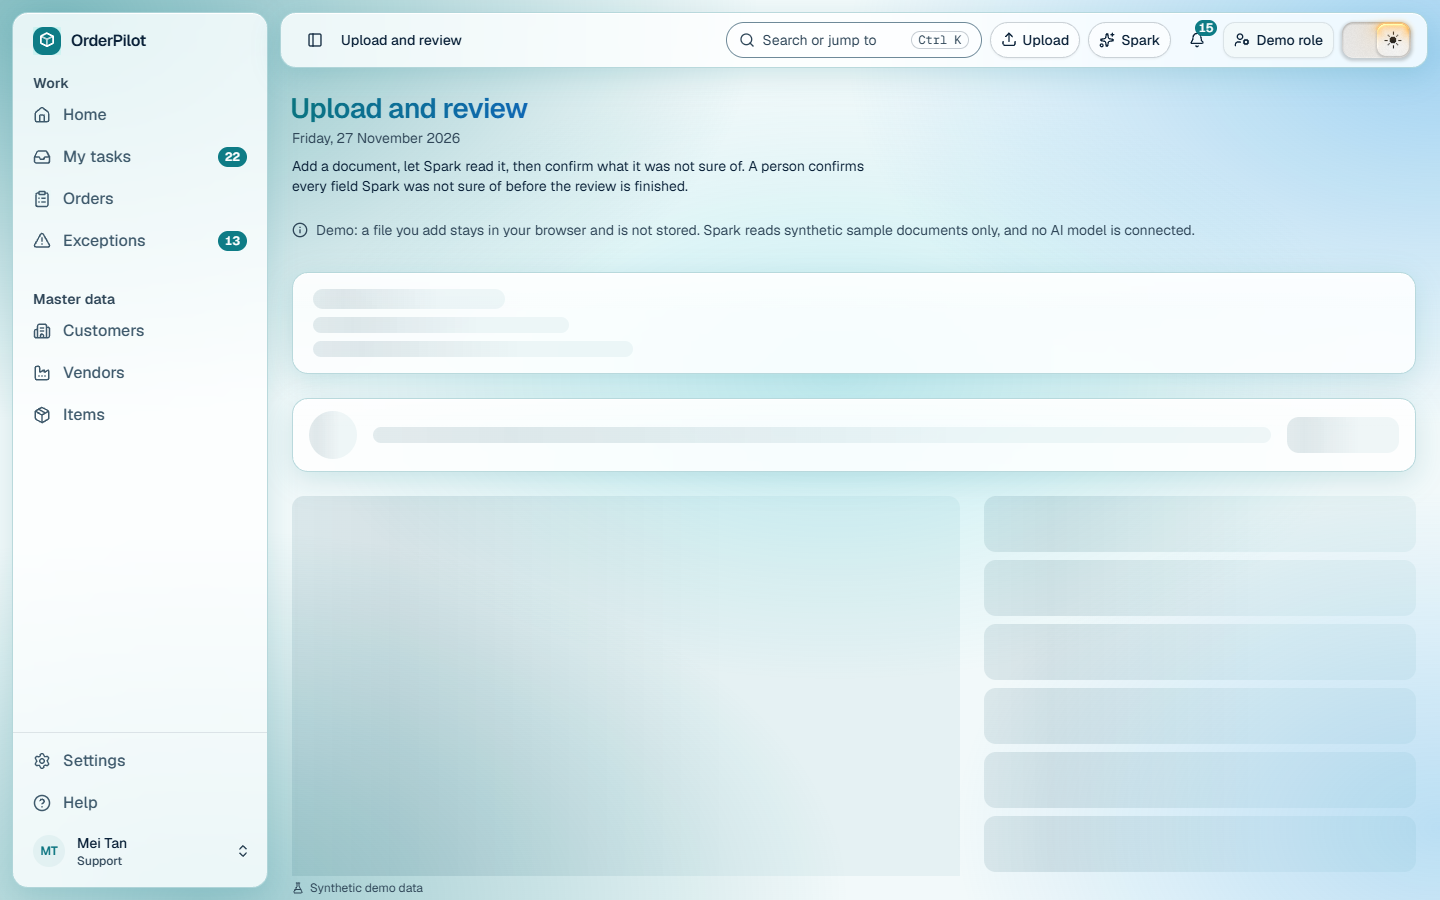 OrderPilot
Work
Home
My tasks 22
Orders
Exceptions 13
Master data
Customers
Vendors
Items
Settings
Help
MT
Mei Tan
Support
Upload and review
Search or jump to
Ctrl K
Upload
Spark
15
Demo role
Upload and review
Friday, 27 November 2026
Add a document, let Spark read it, then confirm what it was not sure of. A person confirms
every field Spark was not sure of before the review is finished.
Demo: a file you add stays in your browser and is not stored. Spark reads synthetic sample documents only, and no AI model is connected.
Synthetic demo data